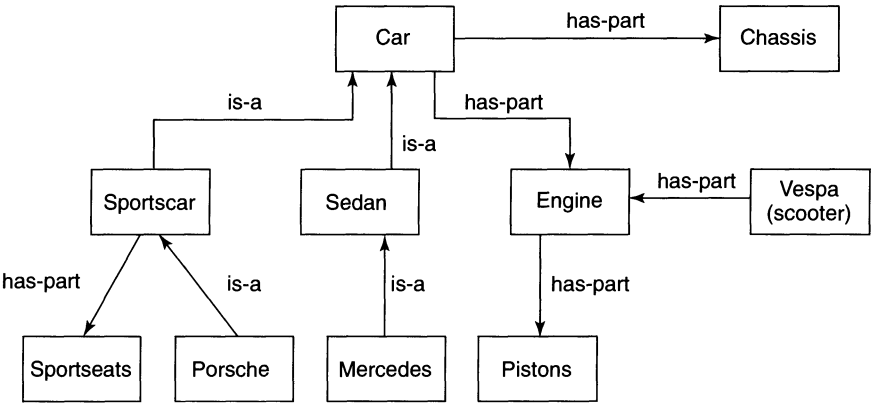 has-part
Car
Chassis
is-a
has-part
is-a
has-part
Vespa
(scooter)
Sportscar
Sedan
Engine
has-part
is-a
is-a
has-part
Sportseats
Porsche
Mercedes
Pistons